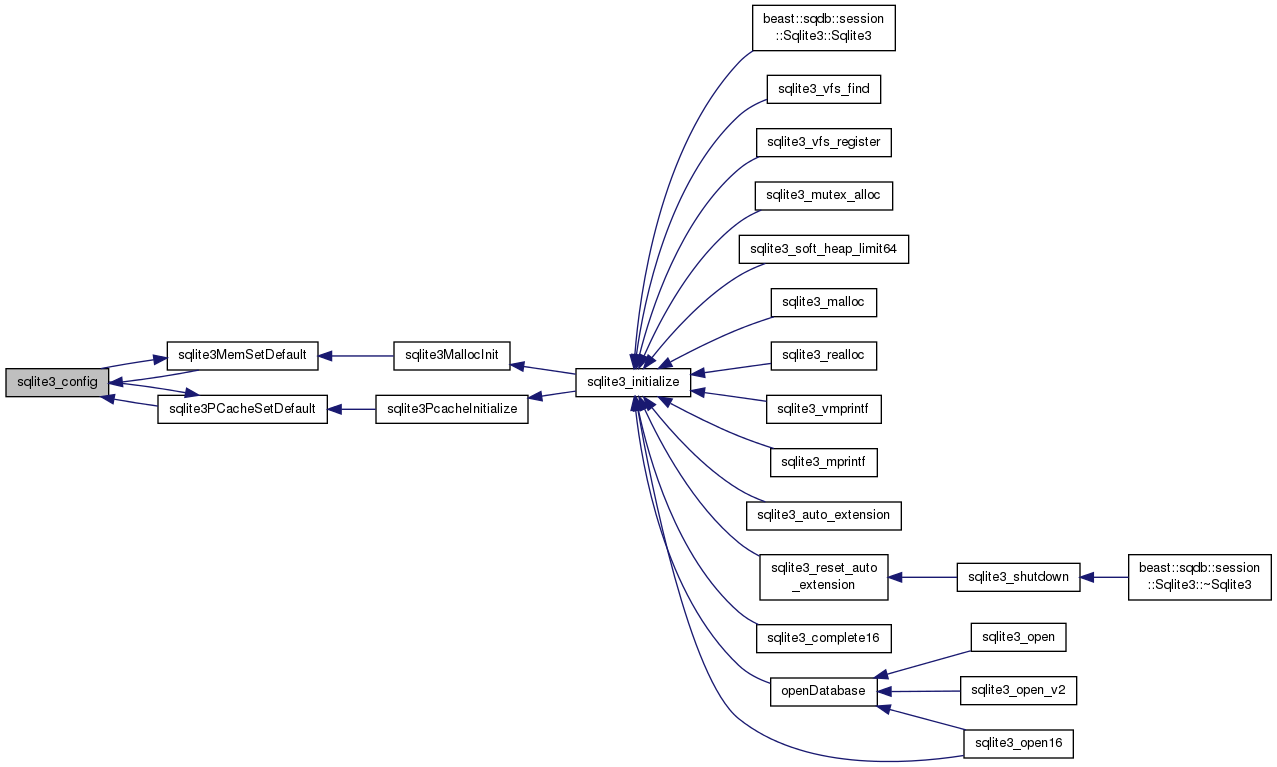 beast::sqdb::session
::Sqlite3::Sqlite3
sqlite3_vfs_find
sqlite3_vfs_register
sqlite3_mutex_alloc
sqlite3_soft_heap_limit64
sqlite3_malloc
sqlite3MemSetDefault
sqlite3MallocInit
sqlite3_realloc
sqlite3_config
sqlite3_initialize
sqlite3PCacheSetDefault
sqlite3PcacheInitialize
sqlite3_vmprintf
sqlite3_mprintf
sqlite3_auto_extension
sqlite3_reset_auto
_extension
sqlite3_shutdown
beast::sqdb::session
::Sqlite3::~Sqlite3
sqlite3_complete16
sqlite3_open
openDatabase
sqlite3_open_v2
sqlite3_open16